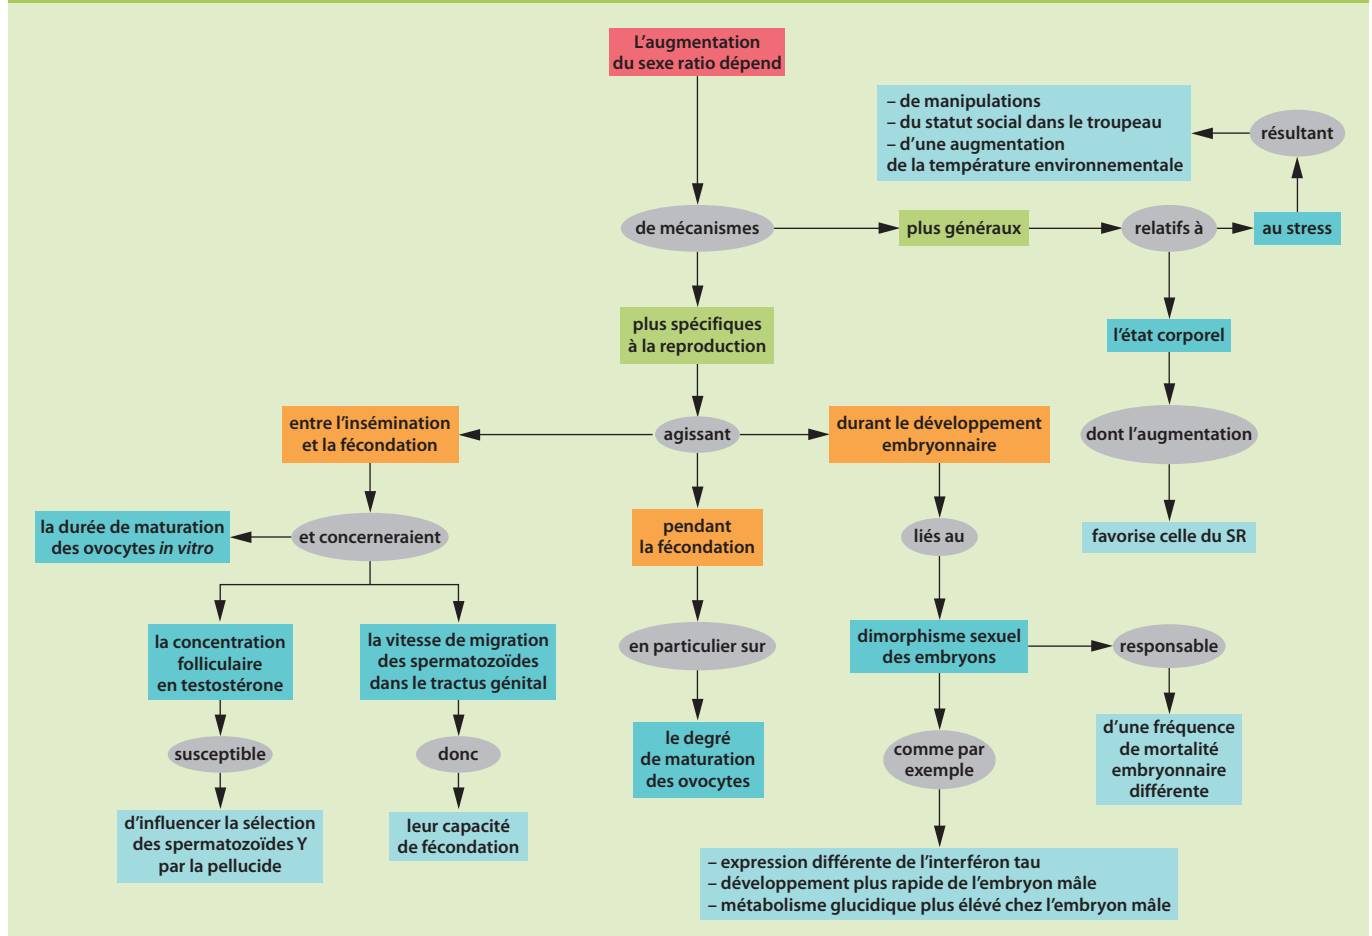 L'augmentation
du sexe ratio dépend
– de manipulations
– du statut social dans le troupeau
– d'une augmentation
de la température environnementale
résultant
de mécanismes
plus généraux
relatifs à
au stress
plus spécifiques
à la reproduction
l'état corporel
entre l'insémination
et la fécondation
agissant
durant le développement
embryonnaire
dont l'augmentation
la durée de maturation
des ovocytes in vitro
et concerneraient
pendant
la fécondation
liés au
favorise celle du SR
la concentration
folliculaire
en testostérone
la vitesse de migration
des spermatozoïdes
dans le tractus génital
en particulier sur
dimorphisme sexuel
des embryons
responsable
susceptible
donc
le degré
de maturation
des ovocytes
comme par
exemple
d'une fréquence
de mortalité
embryonnaire
différente
d'influencer la sélection
des spermatozoïdes Y
par la pellucide
leur capacité
de fécondation
– expression différente de l'interféron tau
– développement plus rapide de l'embryon mâle
– métabolisme glucidique plus élévé chez l'embryon mâle